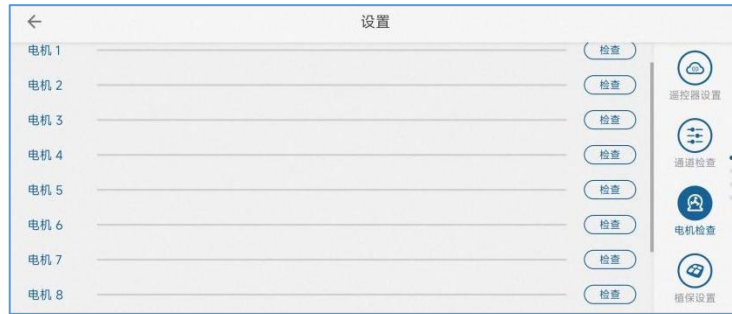 设置
电机 1 检查
电机 2 检查
电机 3 检查
电机 4 检查
电机 5 检查
电机 6 检查
电机 7 检查
电机 8 检查
遥控器设置
通道检查
电机检查
植保设置